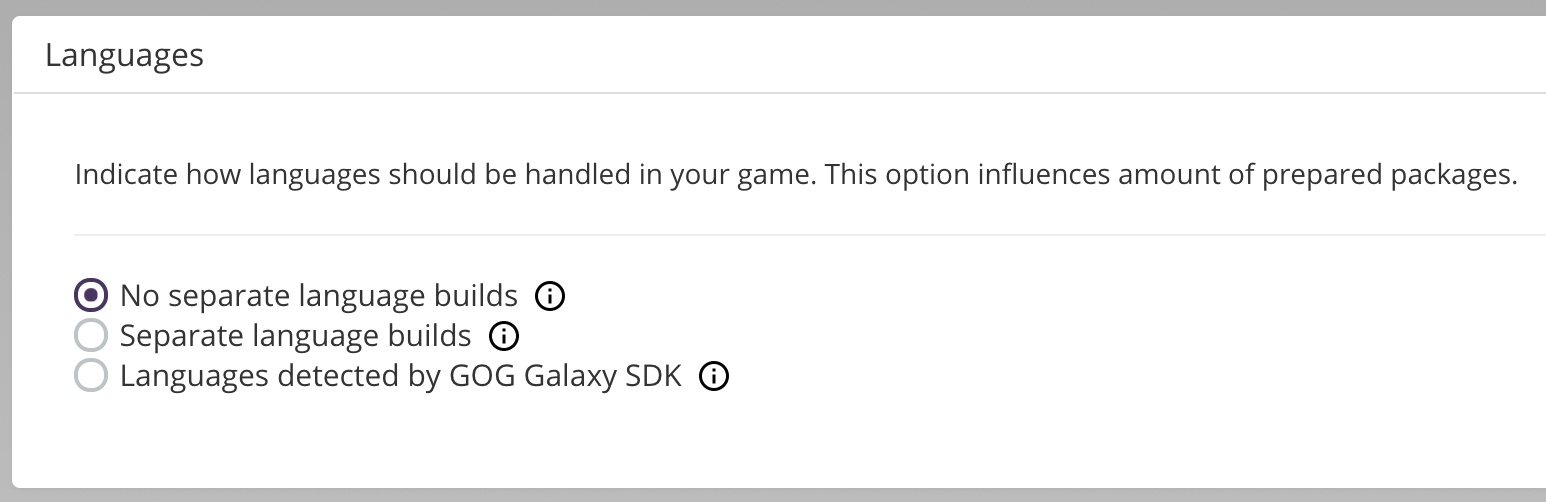 Languages
Indicate how languages should be handled in your game. This option influences amount of prepared packages.
No separate language builds
Separate language builds
Languages detected by GOG Galaxy SDK